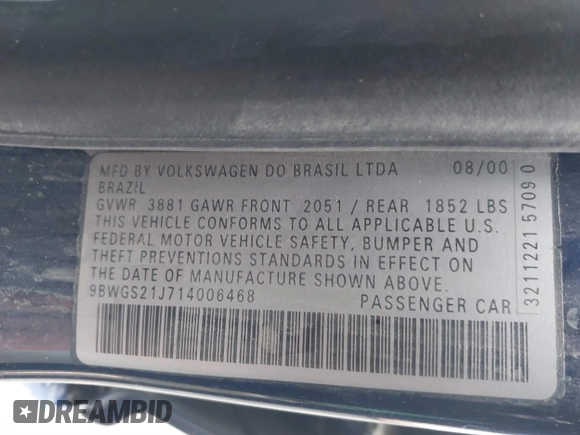 MFD BY VOLKSWAGEN DO BRASIL LTDA 08/00
BRAZIL
GVWR 3881 GAWR FRONT 2051 / REAR 1852 LBS
THIS VEHICLE CONFORMS TO ALL APPLICABLE U.S.
FEDERAL MOTOR VEHICLE SAFETY, BUMPER AND
THEFT PREVENTIONS STANDARDS IN EFFECT ON
THE DATE OF MANUFACTURE SHOWN ABOVE.
9BWGS21J714006468 PASSENGER CAR
32112221 5709 0
DREAMBID